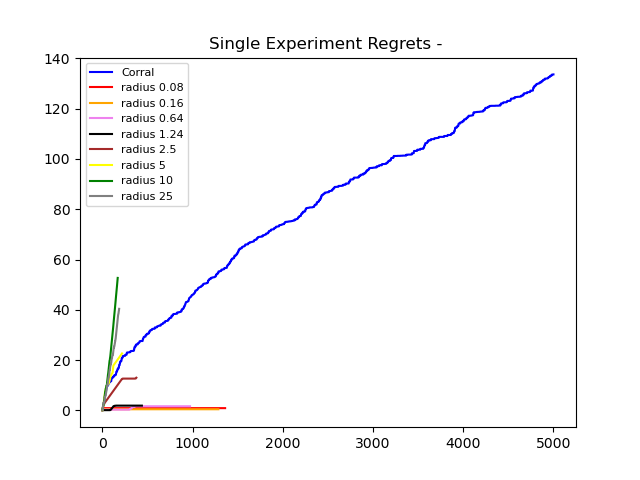 Single Experiment Regrets -
140
120
100
80
60
40
20
0
Corral
radius 0.08
radius 0.16
radius 0.64
radius 1.24
radius 2.5
radius 5
radius 10
radius 25
0 1000 2000 3000 4000 5000